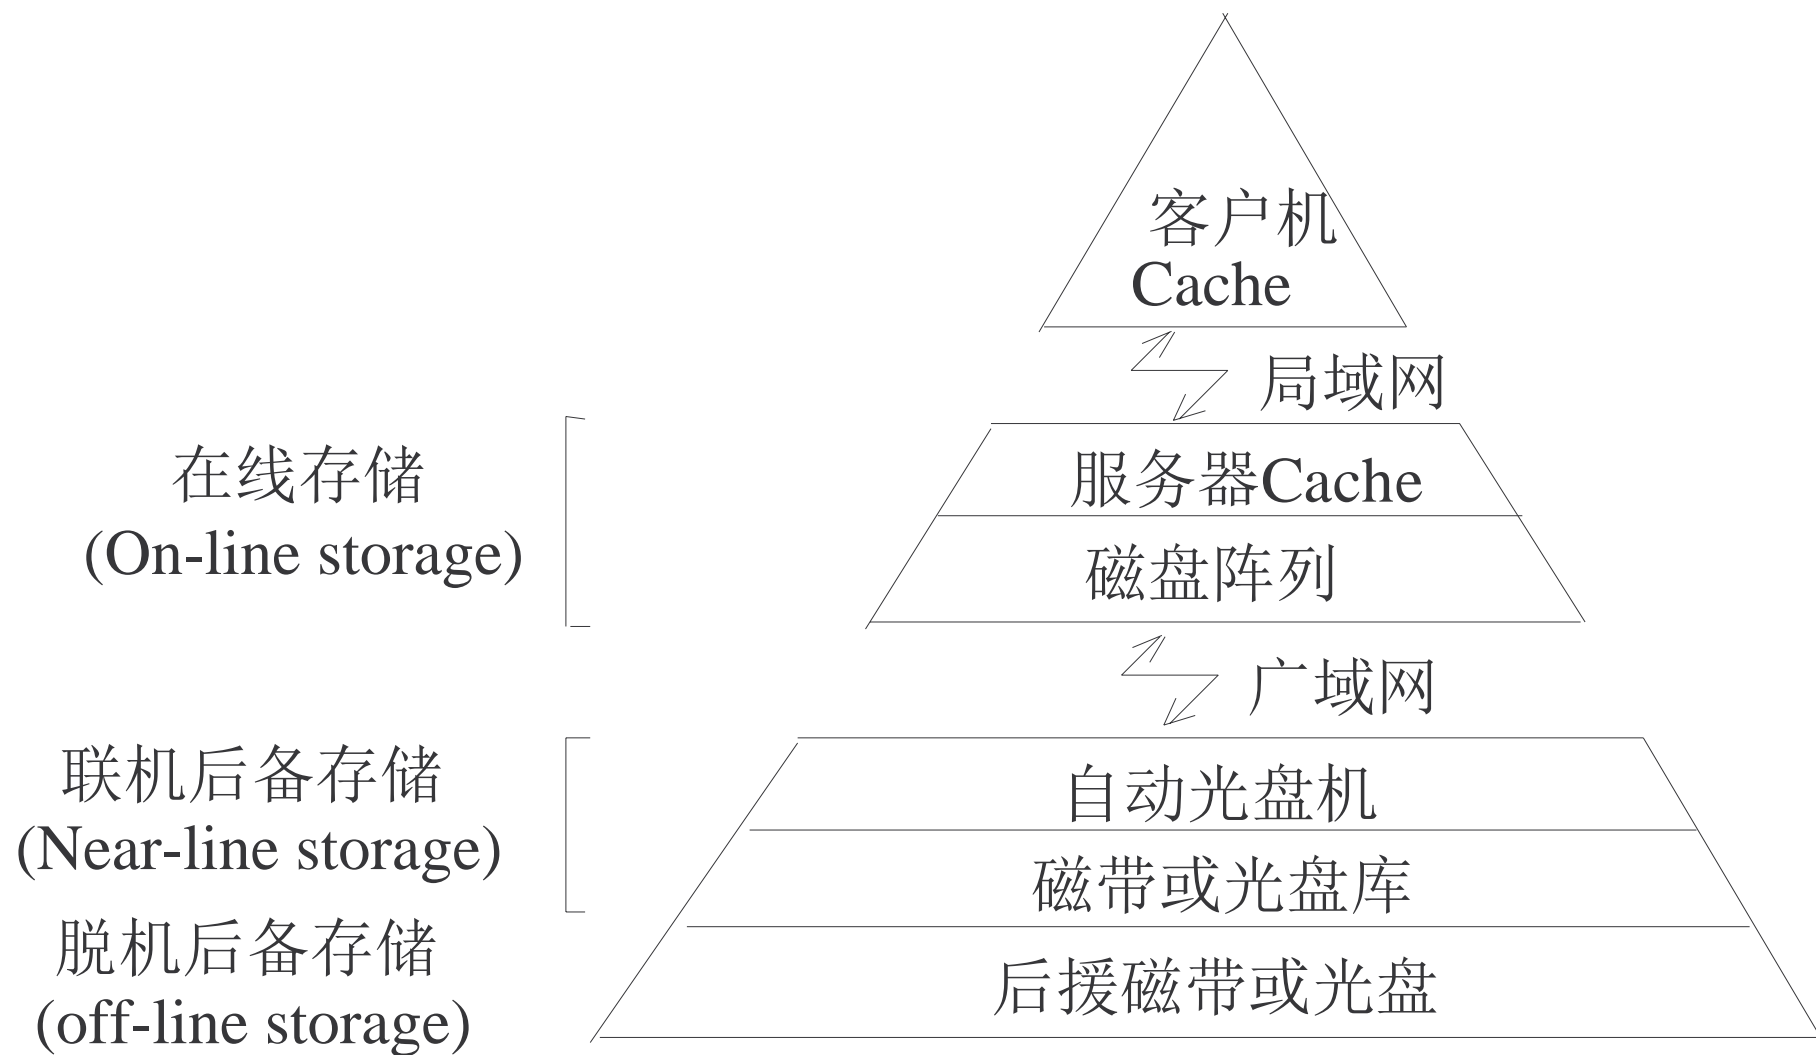 客户机
Cache
局域网
在线存储
(On-line storage)
服务器Cache
磁盘阵列
广域网
联机后备存储
(Near-line storage)
自动光盘机
磁带或光盘库
脱机后备存储
(off-line storage)
后援磁带或光盘